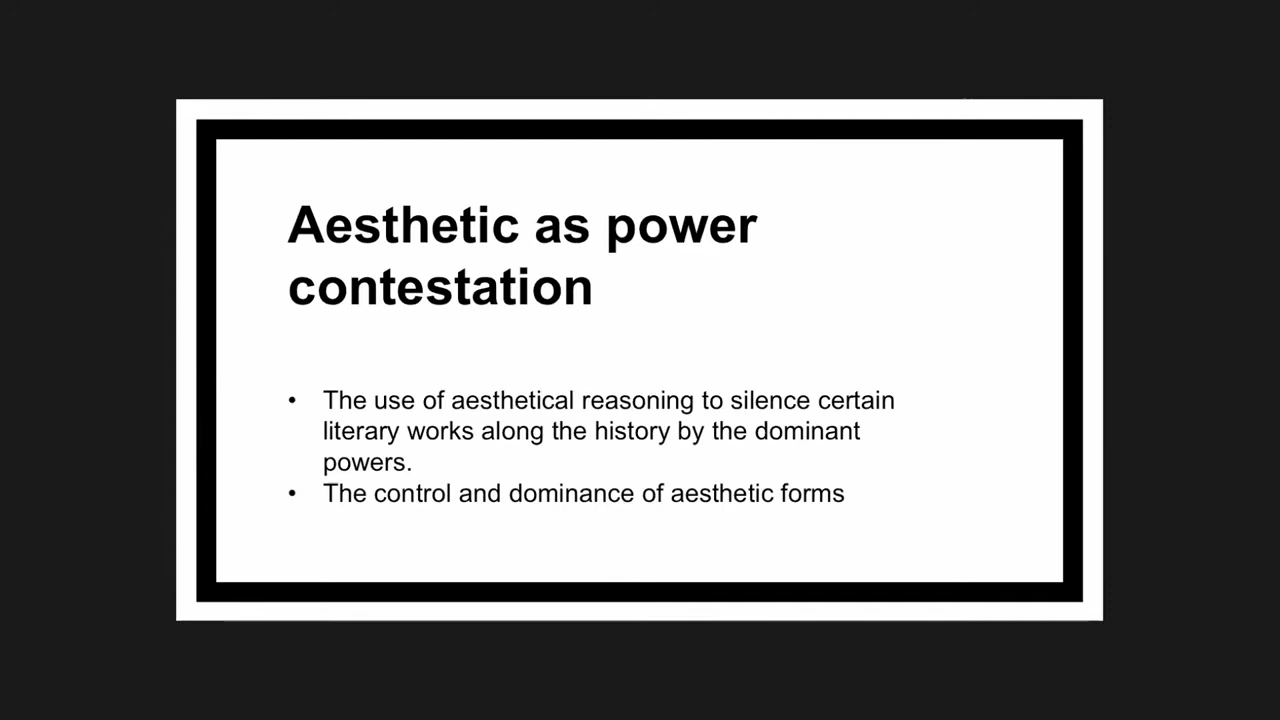 Aesthetic as power
contestation
• The use of aesthetical reasoning to silence certain
literary works along the history by the dominant
powers.
• The control and dominance of aesthetic forms